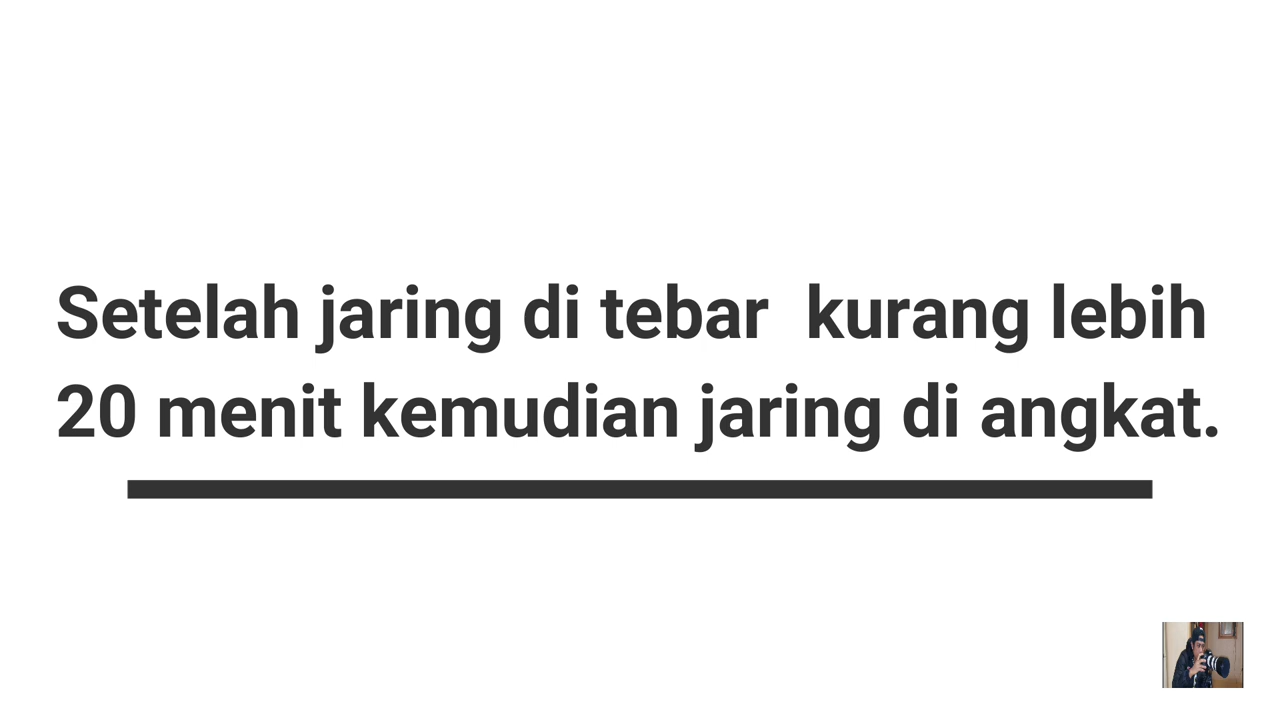 Setelah jaring di tebar  kurang lebih
20 menit kemudian jaring di angkat.